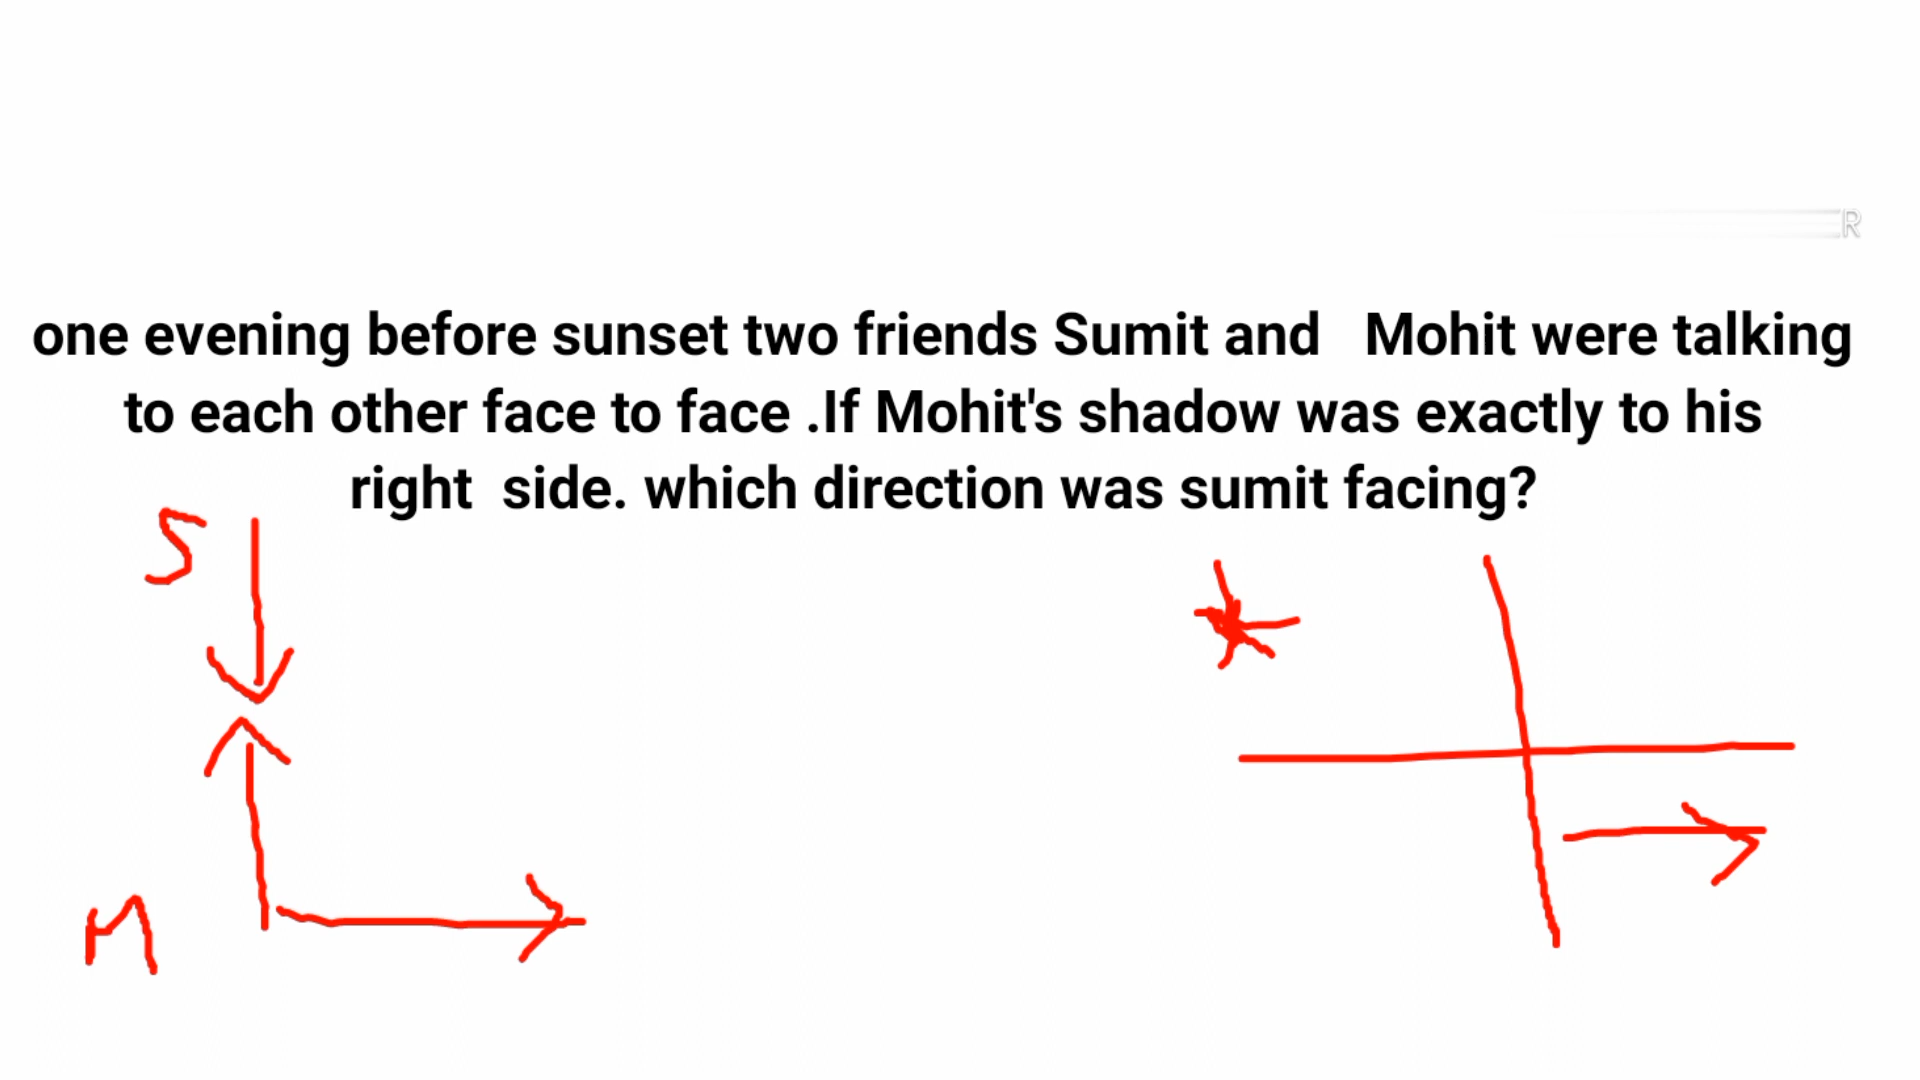 R
one evening before sunset two friends Sumit and Mohit were talking
to each other face to face .If Mohit's shadow was exactly to his
right side. which direction was sumit facing?
S
M